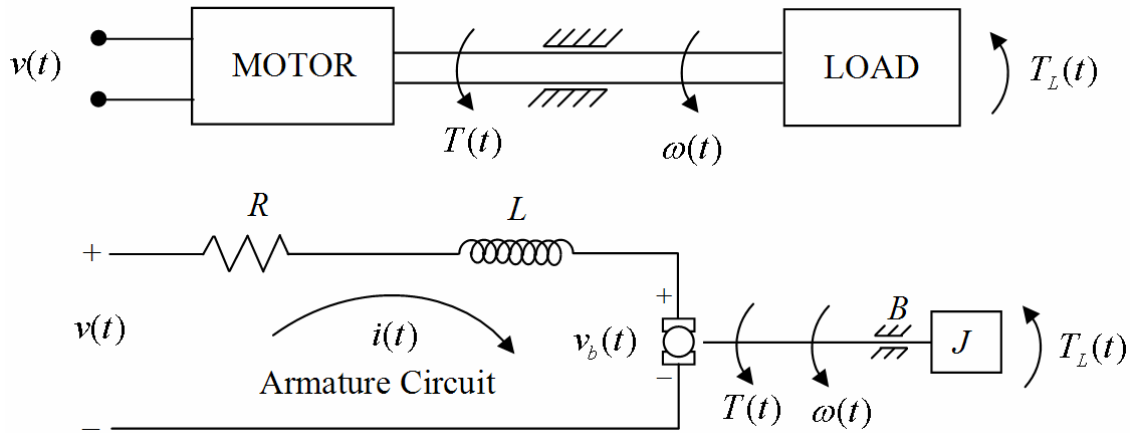 v(t)
MOTOR
LOAD
T(t)
ω(t)
T_L(t)
R
L
+
v(t)
−
i(t)
Armature Circuit
+
v_b(t)
−
B
J
T(t)
ω(t)
T_L(t)